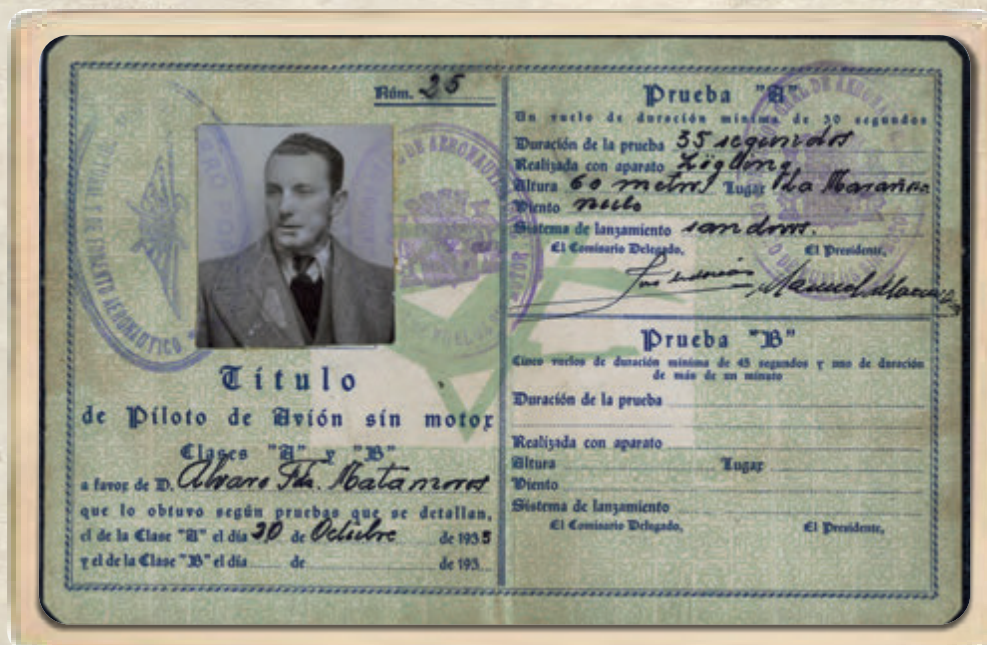 Núm. 25
Título
de Piloto de Avión sin motor
Clases "A" y "B"
a favor de D. Alvaro Fdz. Matamoros
que lo obtuvo según pruebas que se detallan,
el de la Clase "A" el día 30 de Octubre de 1935
y el de la Clase "B" el día de de 193
Prueba "A"
Un vuelo de duración mínima de 30 segundos
Duración de la prueba 35 segundos
Realizada con aparato Zögling
Altura 60 metros Lugar La Marañosa
Viento nulo
Sistema de lanzamiento sandows.
El Comisario Delegado, El Presidente,
Manuel
Prueba "B"
Cinco vuelos de duración mínima de 45 segundos y uno de duración
de más de un minuto
Duración de la prueba
Realizada con aparato
Altura Lugar
Viento
Sistema de lanzamiento
El Comisario Delegado, El Presidente,